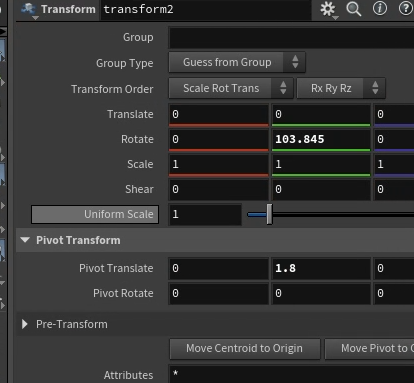 Transform transform2
Group
Group Type Guess from Group
Transform Order Scale Rot Trans Rx Ry Rz
Translate 0 0 0
Rotate 0 103.845 0
Scale 1 1 1
Shear 0 0 0
Uniform Scale 1
Pivot Transform
Pivot Translate 0 1.8 0
Pivot Rotate 0 0 0
Pre-Transform
Move Centroid to Origin Move Pivot to
Attributes *